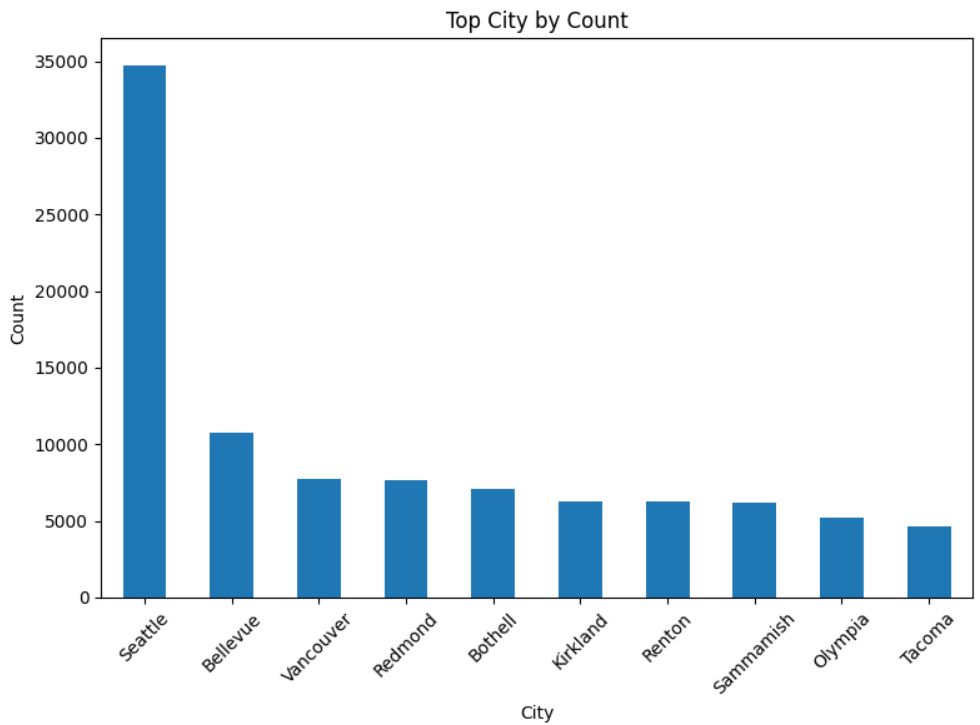 Top City by Count
35000
30000
25000
20000
15000
10000
5000
0
Count
Seattle
Bellevue
Vancouver
Redmond
Bothell
Kirkland
Renton
Sammamish
Olympia
Tacoma
City